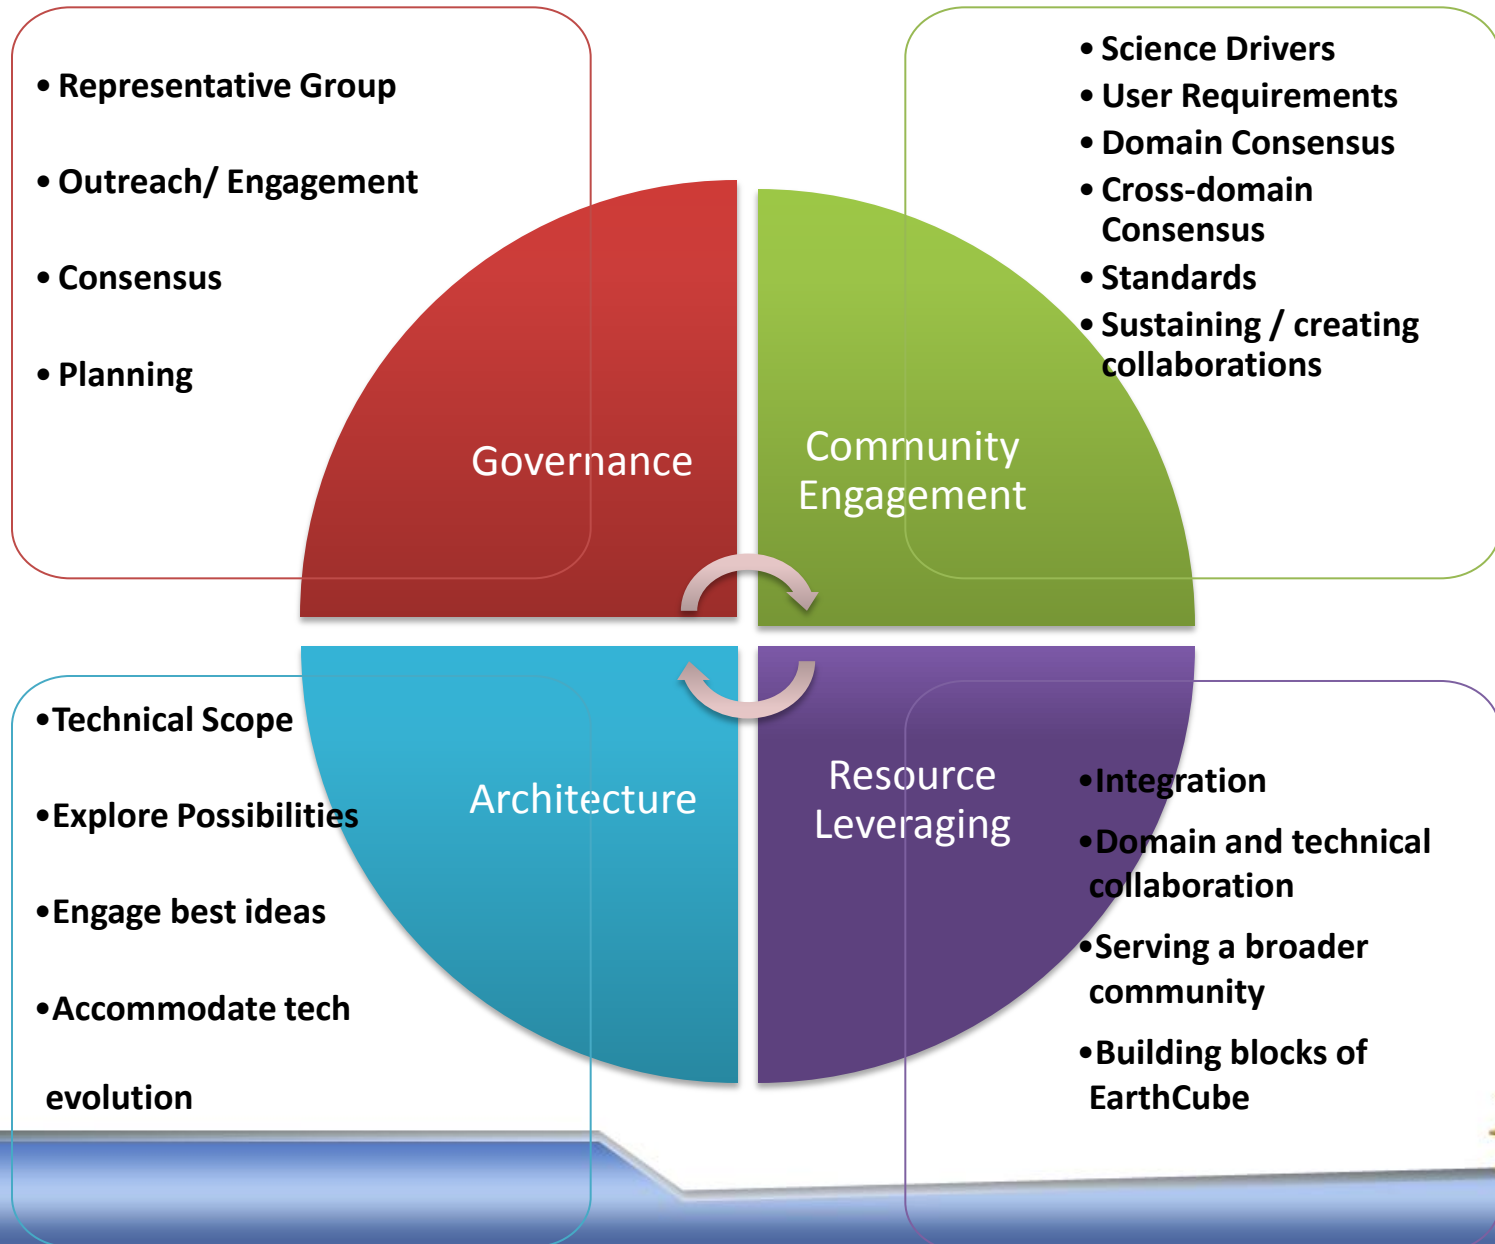 • Representative Group
• Outreach/ Engagement
• Consensus
• Planning
Governance
• Science Drivers
• User Requirements
• Domain Consensus
• Cross-domain
Consensus
• Standards
• Sustaining / creating
collaborations
Community
Engagement
•Technical Scope
•Explore Possibilities
•Engage best ideas
•Accommodate tech
evolution
Architecture
Resource
Leveraging
•Integration
•Domain and technical
collaboration
•Serving a broader
community
•Building blocks of
EarthCube